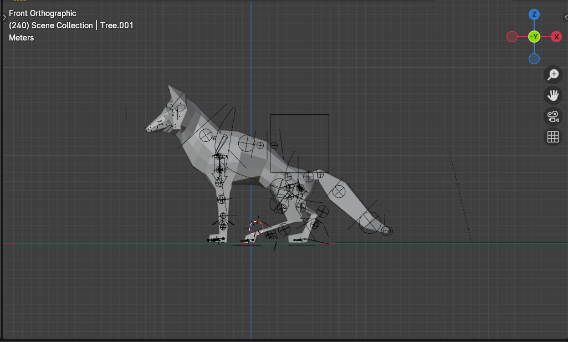 Front Orthographic
(240) Scene Collection | Tree.001
Meters
Z
X
-Y